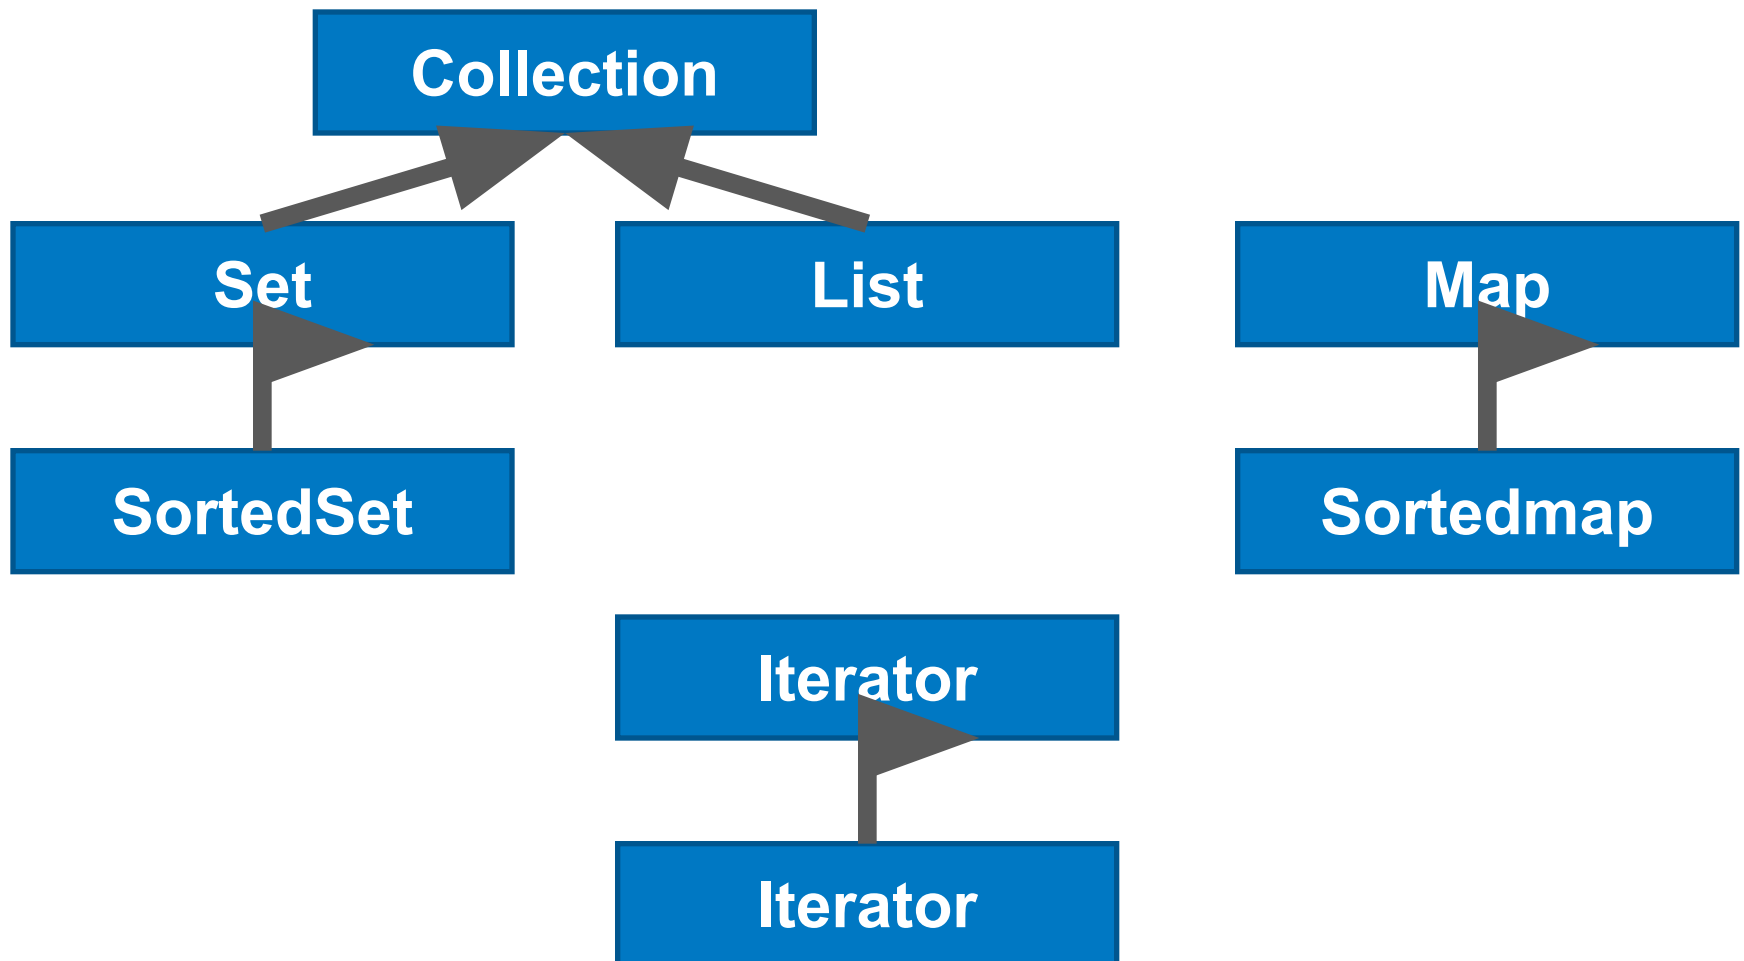 Collection
Set
List
Map
SortedSet
Sortedmap
Iterator
Iterator